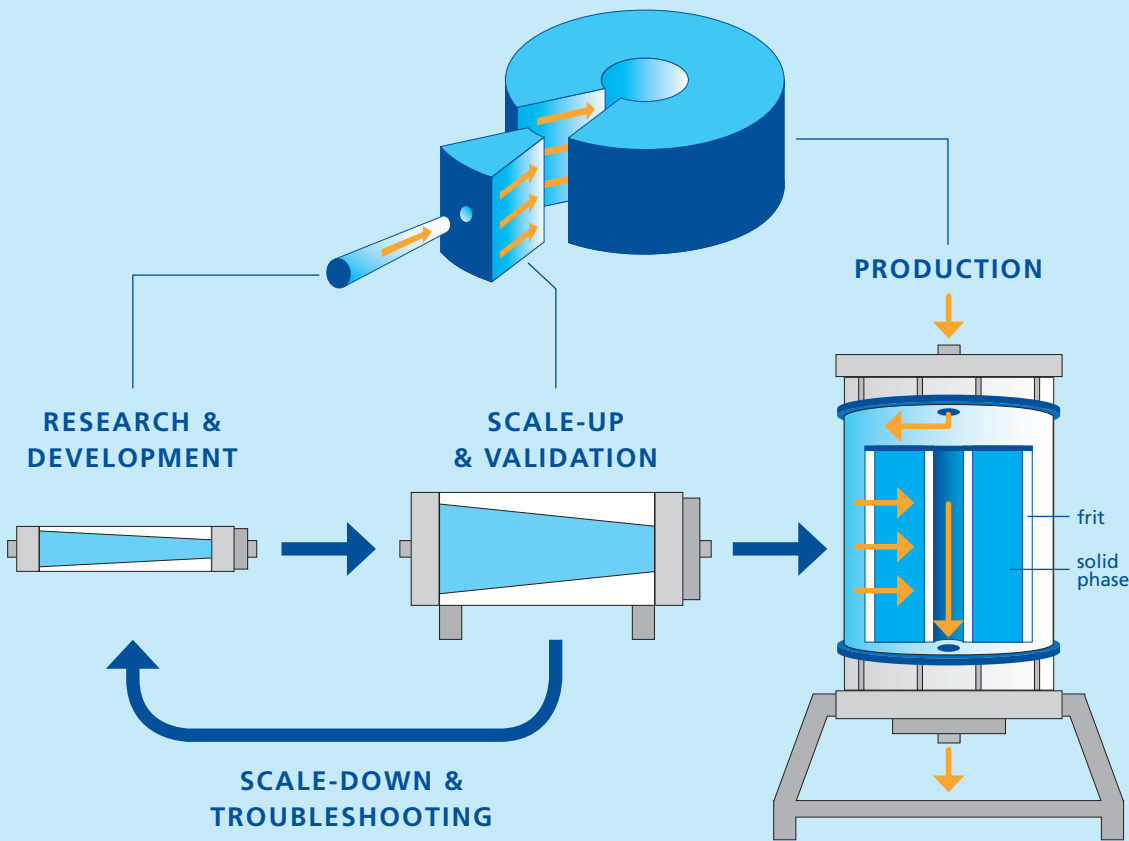 PRODUCTION
RESEARCH &
DEVELOPMENT
SCALE-UP
& VALIDATION
frit
solid
phase
SCALE-DOWN &
TROUBLESHOOTING